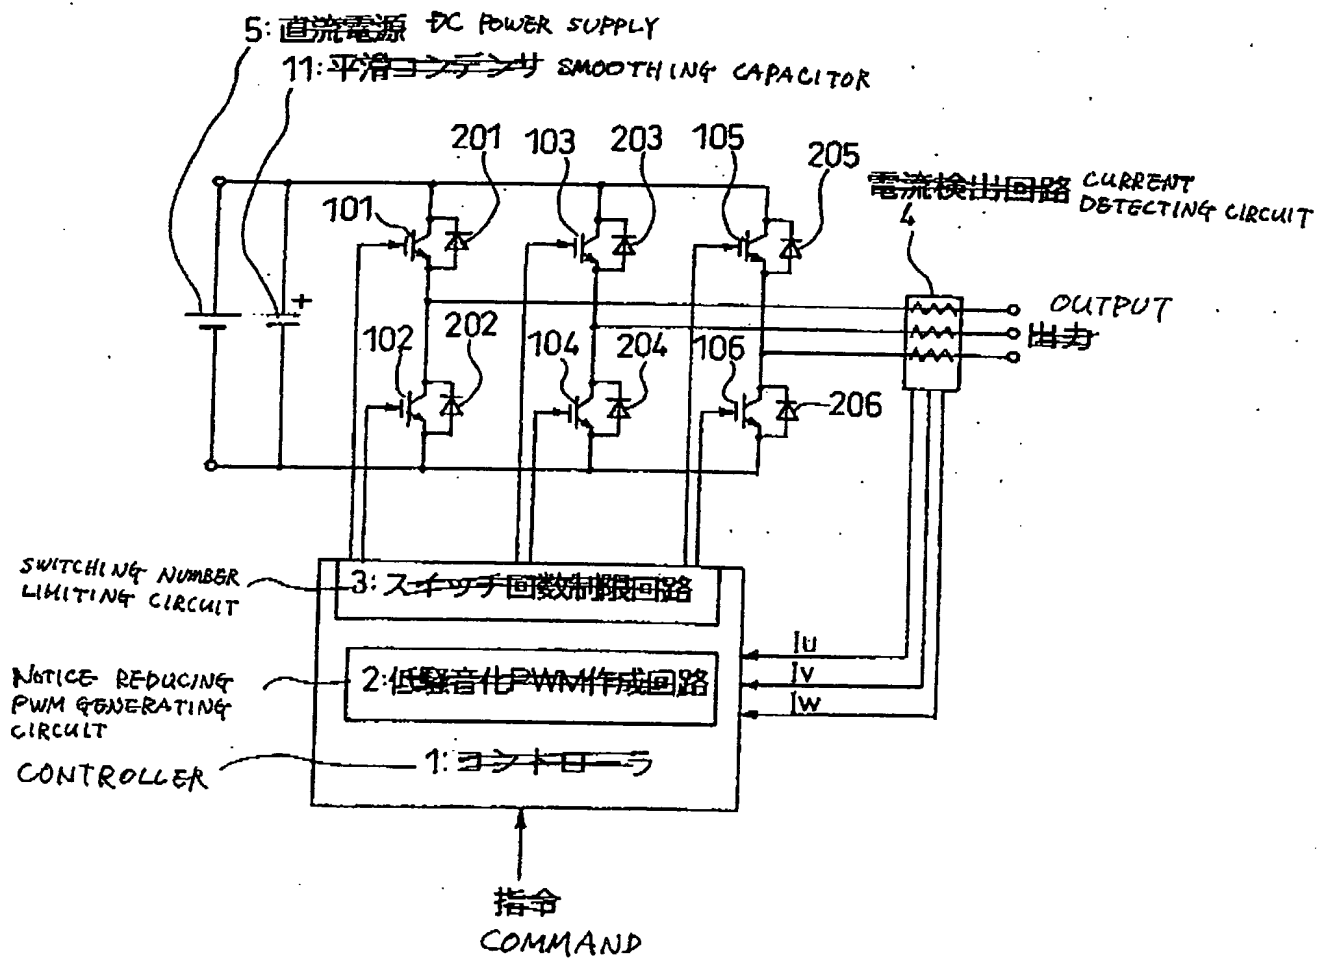 5: 直流電源 DC POWER SUPPLY
11: 平滑コンデンサ SMOOTHING CAPACITOR
201
103
203
105
205
電流検出回路 CURRENT
DETECTING CIRCUIT
4
101
+
OUTPUT
出力
102
202
104
204
106
206
SWITCHING NUMBER
LIMITING CIRCUIT
3: スイッチ回数制限回路
IU
IV
IW
NOTICE REDUCING
PWM GENERATING
CIRCUIT
2: 低騒音化PWM作成回路
CONTROLLER
1: コントローラ
指令
COMMAND